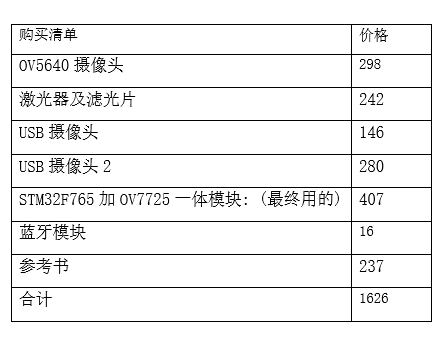 购买清单 价格
OV5640 摄像头 298
激光器及滤光片 242
USB 摄像头 146
USB 摄像头 2 280
STM32F765 加 OV7725 一体模块:（最终用的） 407
蓝牙模块 16
参考书 237
合计 1626